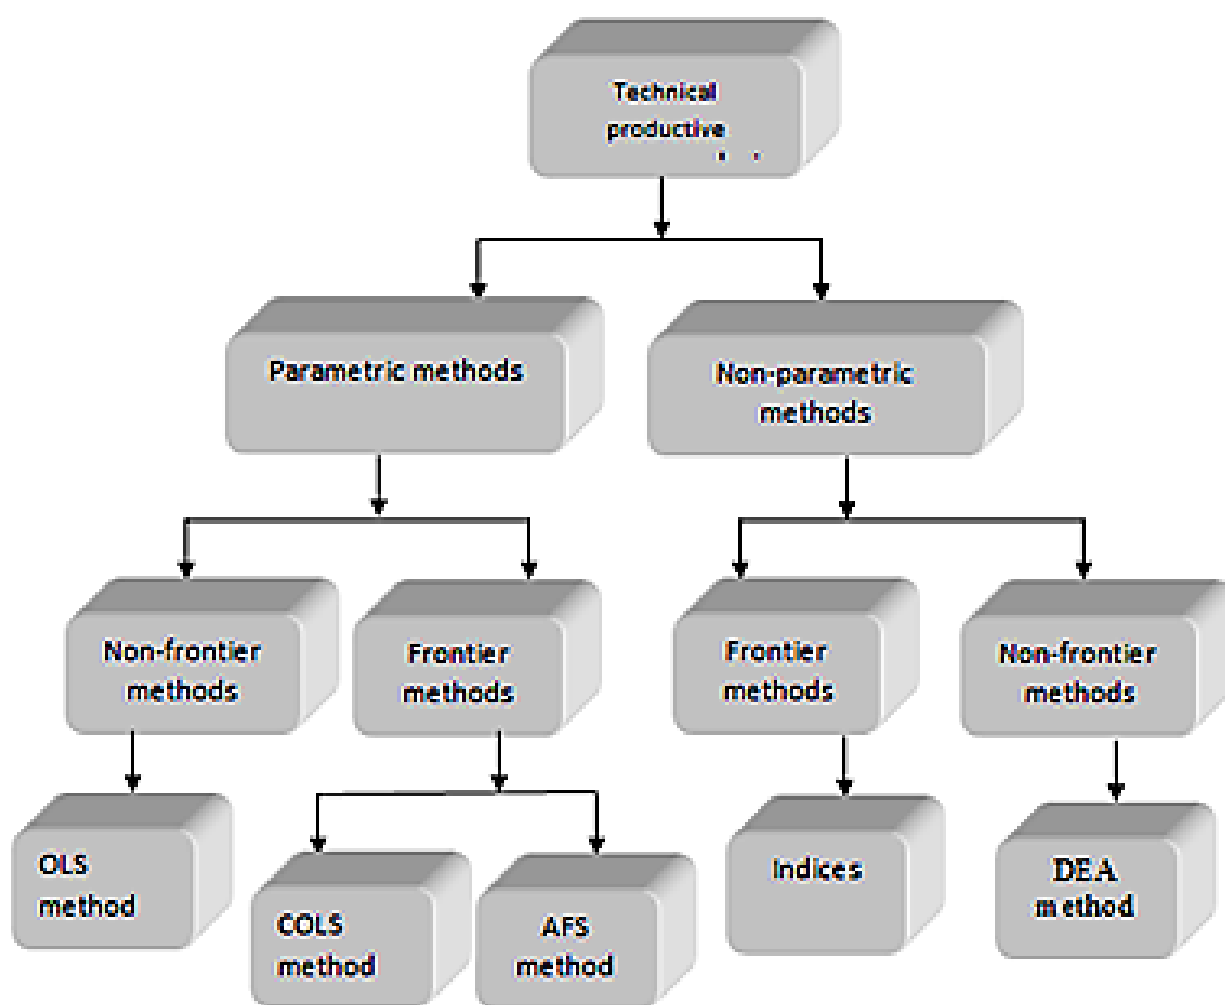 Technical
productive
Parametric methods
Non-parametric
methods
Non-frontier
methods
Frontier
methods
Frontier
methods
Non-frontier
methods
OLS
method
COLS
method
AFS
method
Indices
DEA
method